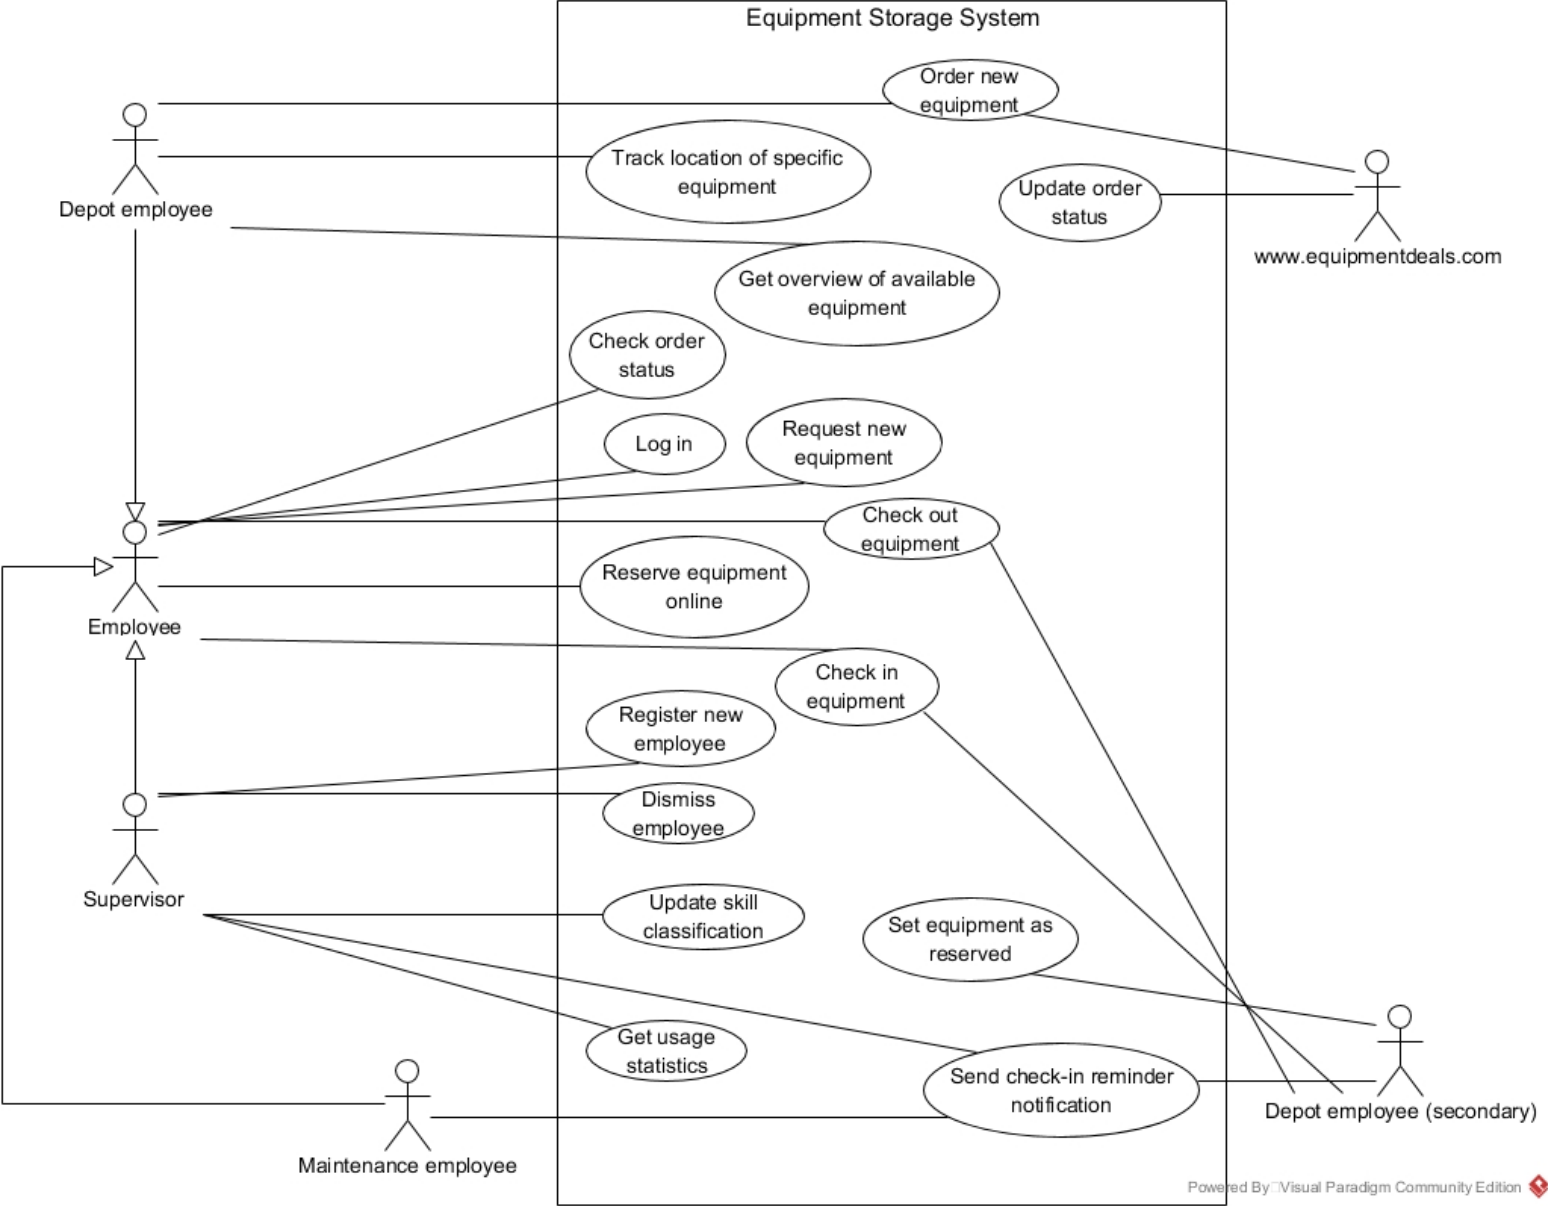 Equipment Storage System
Order new
equipment
Track location of specific
equipment
Depot employee
Update order
status
www.equipmentdeals.com
Get overview of available
equipment
Check order
status
Log in
Request new
equipment
Check out
equipment
Reserve equipment
online
Employee
Check in
equipment
Register new
employee
Dismiss
employee
Supervisor
Update skill
classification
Set equipment as
reserved
Get usage
statistics
Send check-in reminder
notification
Depot employee (secondary)
Maintenance employee
Powered By Visual Paradigm Community Edition